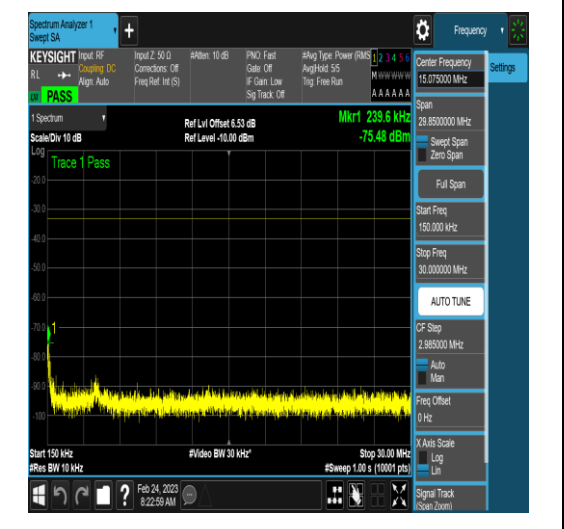 Spectrum Analyzer 1
Swept SA
+
Frequency
Settings
KEYSIGHT
RL
PASS
Input: RF
Coupling: DC
Align: Auto
Input Z: 50 Ω
Corrections: Off
Freq Ref: Int (S)
#Atten: 10 dB
PNO: Fast
Gate: Off
IF Gain: Low
Sig Track: Off
#Avg Type: Power (RMS
Avg|Hold: 5/5
Trig: Free Run
1 2 3 4 5 6
M W W W W W
A A A A A A
1 Spectrum
Scale/Div 10 dB
Ref Lvl Offset 6.53 dB
Ref Level -10.00 dBm
Mkr1 239.6 kHz
-75.48 dBm
Log
Trace 1 Pass
-20.0
-30.0
-40.0
-50.0
-60.0
-70.0
-80.0
-90.0
-100
1
Start 150 kHz
#Res BW 10 kHz
#Video BW 30 kHz*
Stop 30.00 MHz
#Sweep 1.00 s (10001 pts)
Feb 24, 2023
8:22:59 AM
?
Center Frequency
15.075000 MHz
Span
29.8500000 MHz
Swept Span
Zero Span
Full Span
Start Freq
150.000 kHz
Stop Freq
30.000000 MHz
AUTO TUNE
CF Step
2.985000 MHz
Auto
Man
Freq Offset
0 Hz
X Axis Scale
Log
Lin
Signal Track
(Span Zoom)